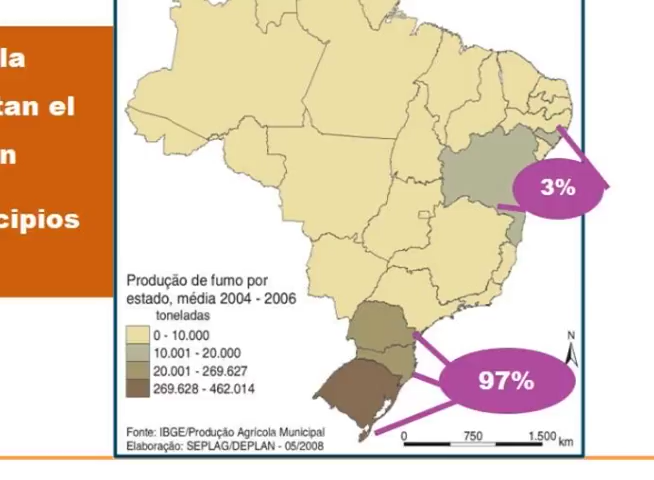 la
tan el
n
cipios
3%
Produção de fumo por
estado, média 2004 - 2006
toneladas
0 - 10.000
10.001 - 20.000
20.001 - 269.627
269.628 - 462.014
97%
N
Fonte: IBGE/Produção Agrícola Municipal
Elaboração: SEPLAG/DEPLAN - 05/2008
0 750 1.500 km